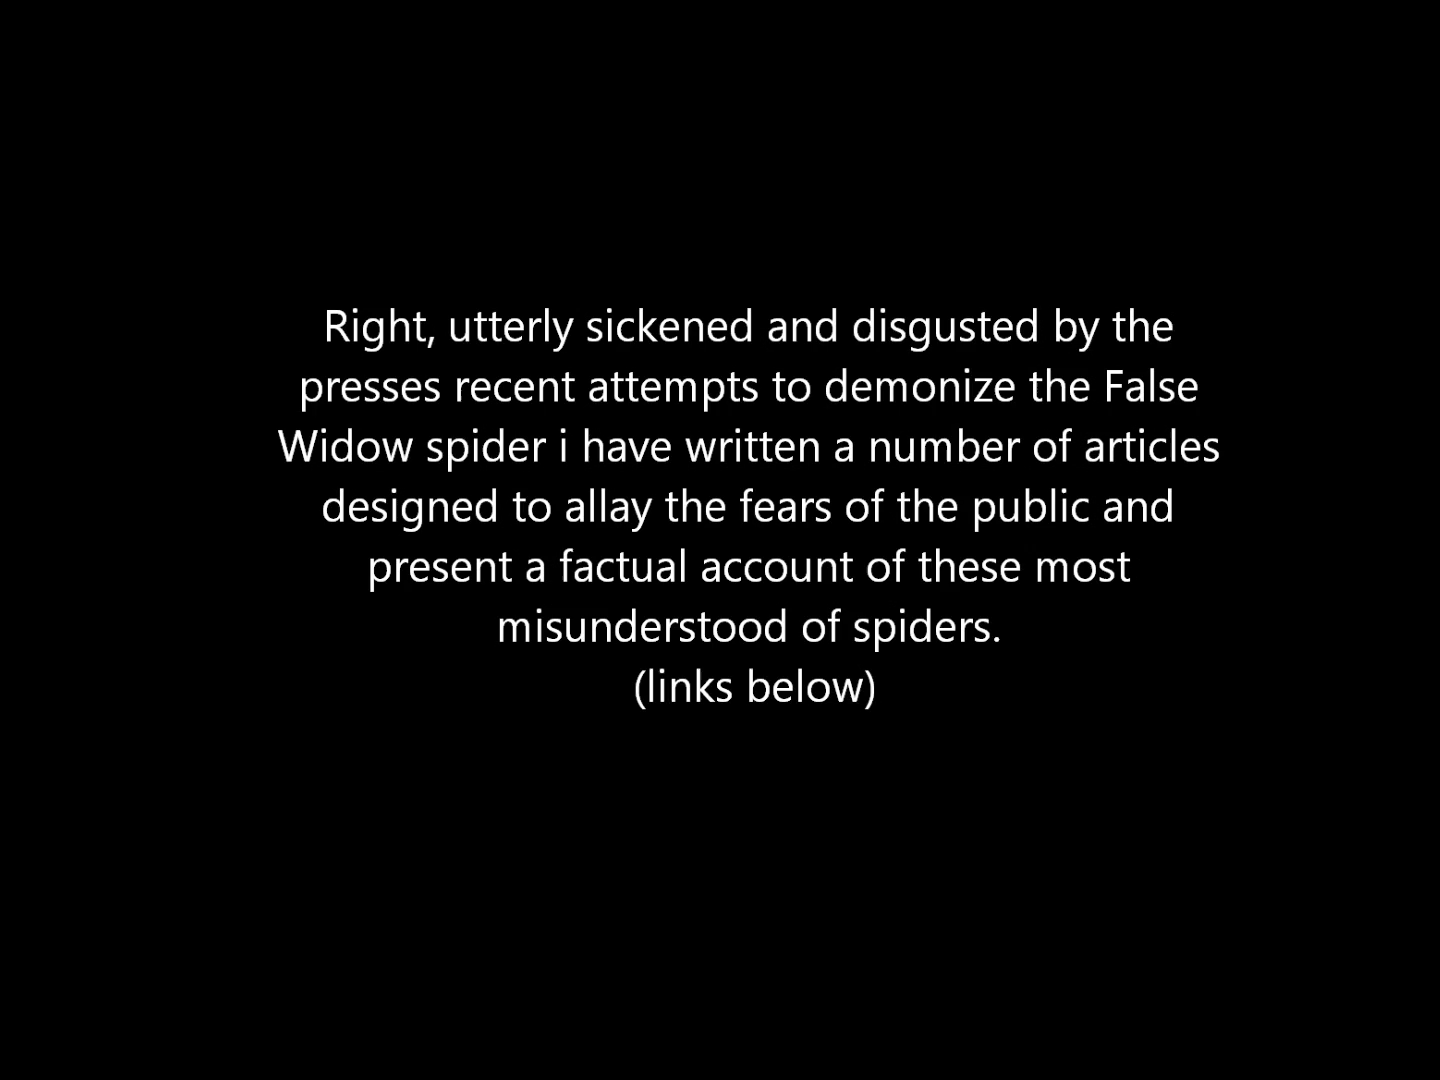 Right, utterly sickened and disgusted by the
presses recent attempts to demonize the False
Widow spider i have written a number of articles
designed to allay the fears of the public and
present a factual account of these most
misunderstood of spiders.
(links below)